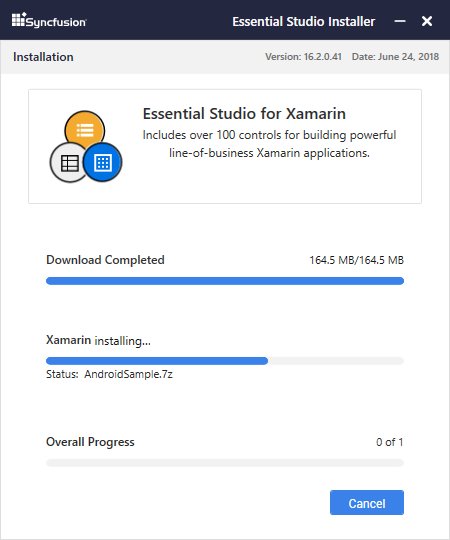 Syncfusion
Essential Studio Installer
Installation
Version: 16.2.0.41 Date: June 24, 2018
Essential Studio for Xamarin
Includes over 100 controls for building powerful
line-of-business Xamarin applications.
Download Completed 164.5 MB/164.5 MB
Xamarin installing...
Status: AndroidSample.7z
Overall Progress 0 of 1
Cancel